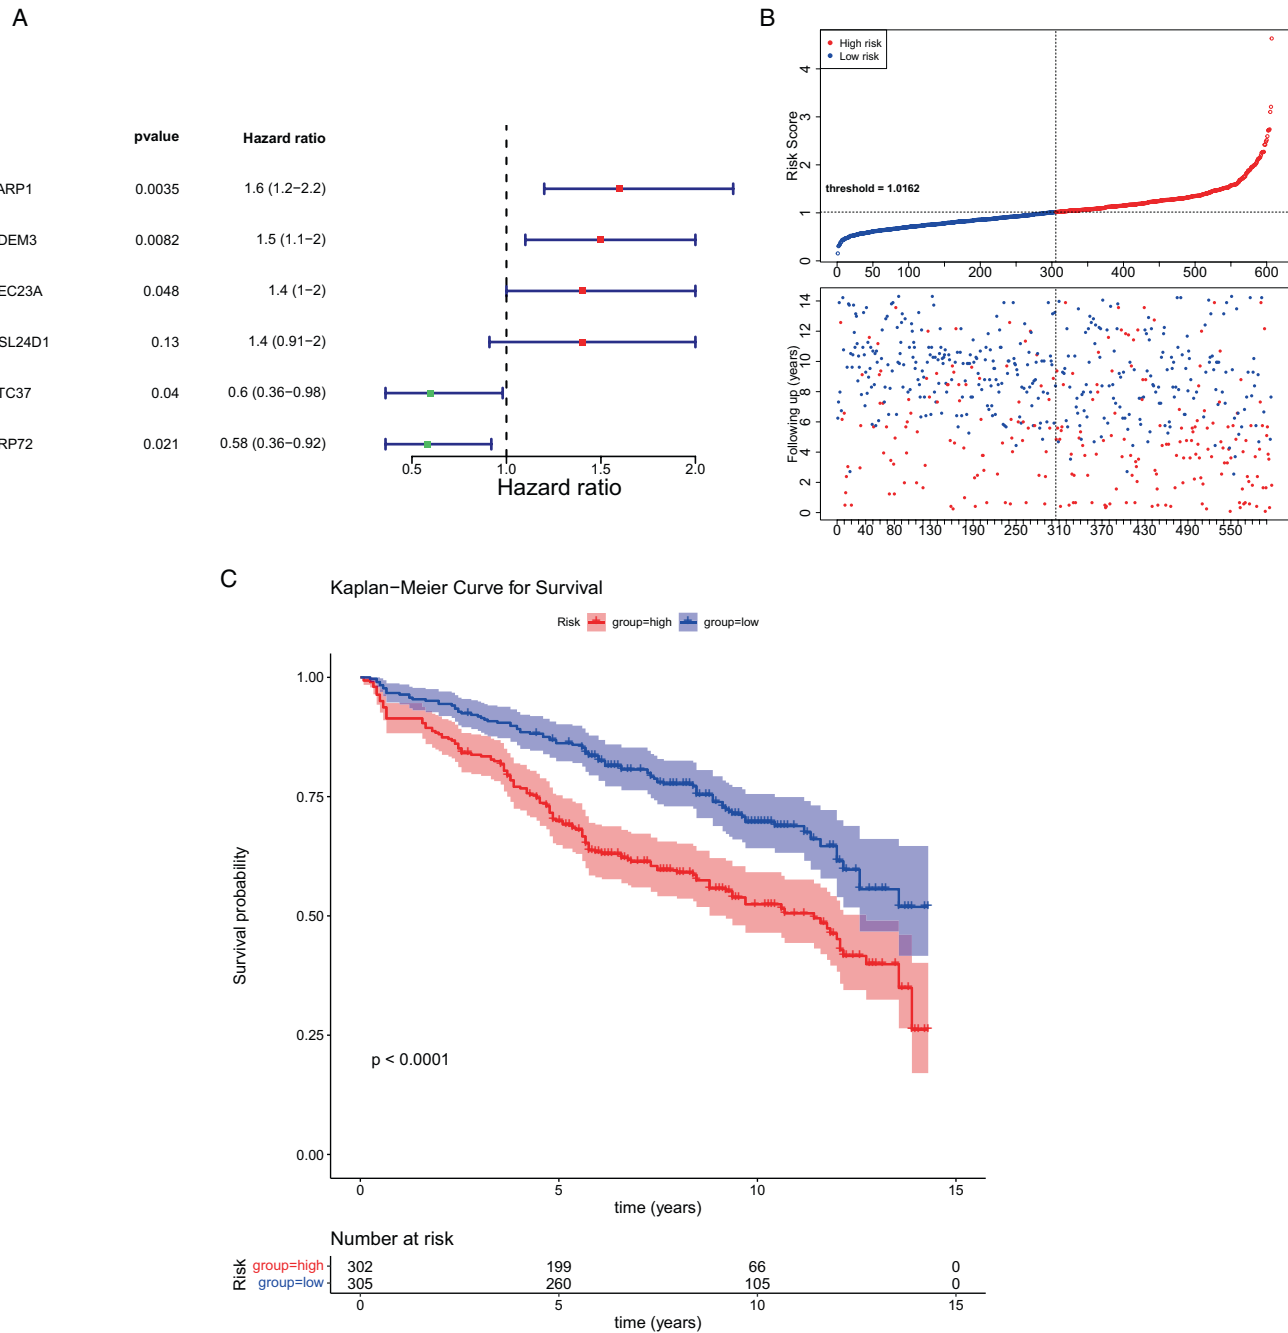 A
pvalue Hazard ratio
ARP1 0.0035 1.6 (1.2−2.2)
DEM3 0.0082 1.5 (1.1−2)
EC23A 0.048 1.4 (1−2)
SL24D1 0.13 1.4 (0.91−2)
TC37 0.04 0.6 (0.36−0.98)
RP72 0.021 0.58 (0.36−0.92)
0.5 1.0 1.5 2.0
Hazard ratio
B
High risk
Low risk
Risk Score
4
3
2
1
0
threshold = 1.0162
0 50 100 200 300 400 500 600
Following up (years)
14
12
10
8
6
4
2
0
0 40 80 130 190 250 310 370 430 490 550
C
Kaplan−Meier Curve for Survival
Risk group=high group=low
Survival probability
1.00
0.75
0.50
0.25
0.00
p < 0.0001
0 5 10 15
time (years)
Number at risk
Risk
group=high 302 199 66 0
group=low 305 260 105 0
0 5 10 15
time (years)